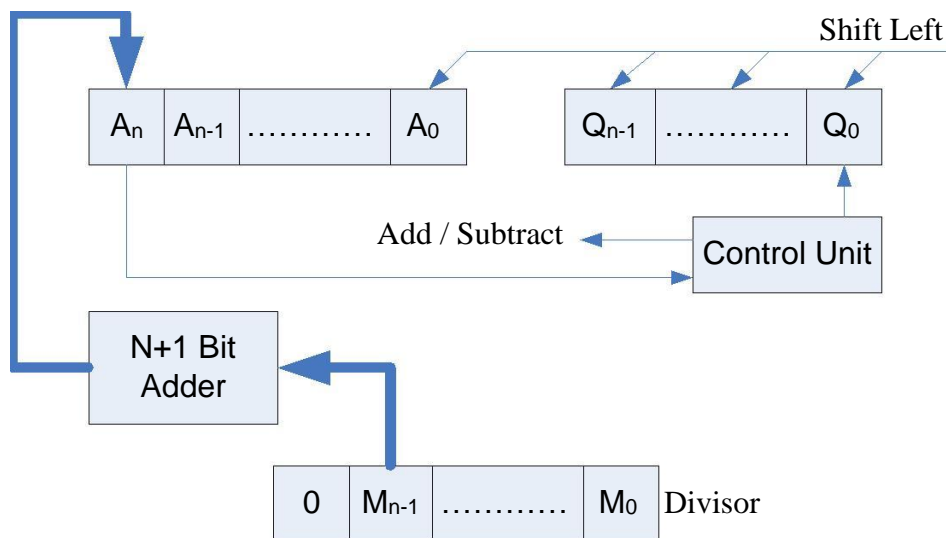 Shift Left
An An-1 ………… A0 Qn-1 ………… Q0
Add / Subtract
Control Unit
N+1 Bit
Adder
0 Mn-1 ………… M0 Divisor